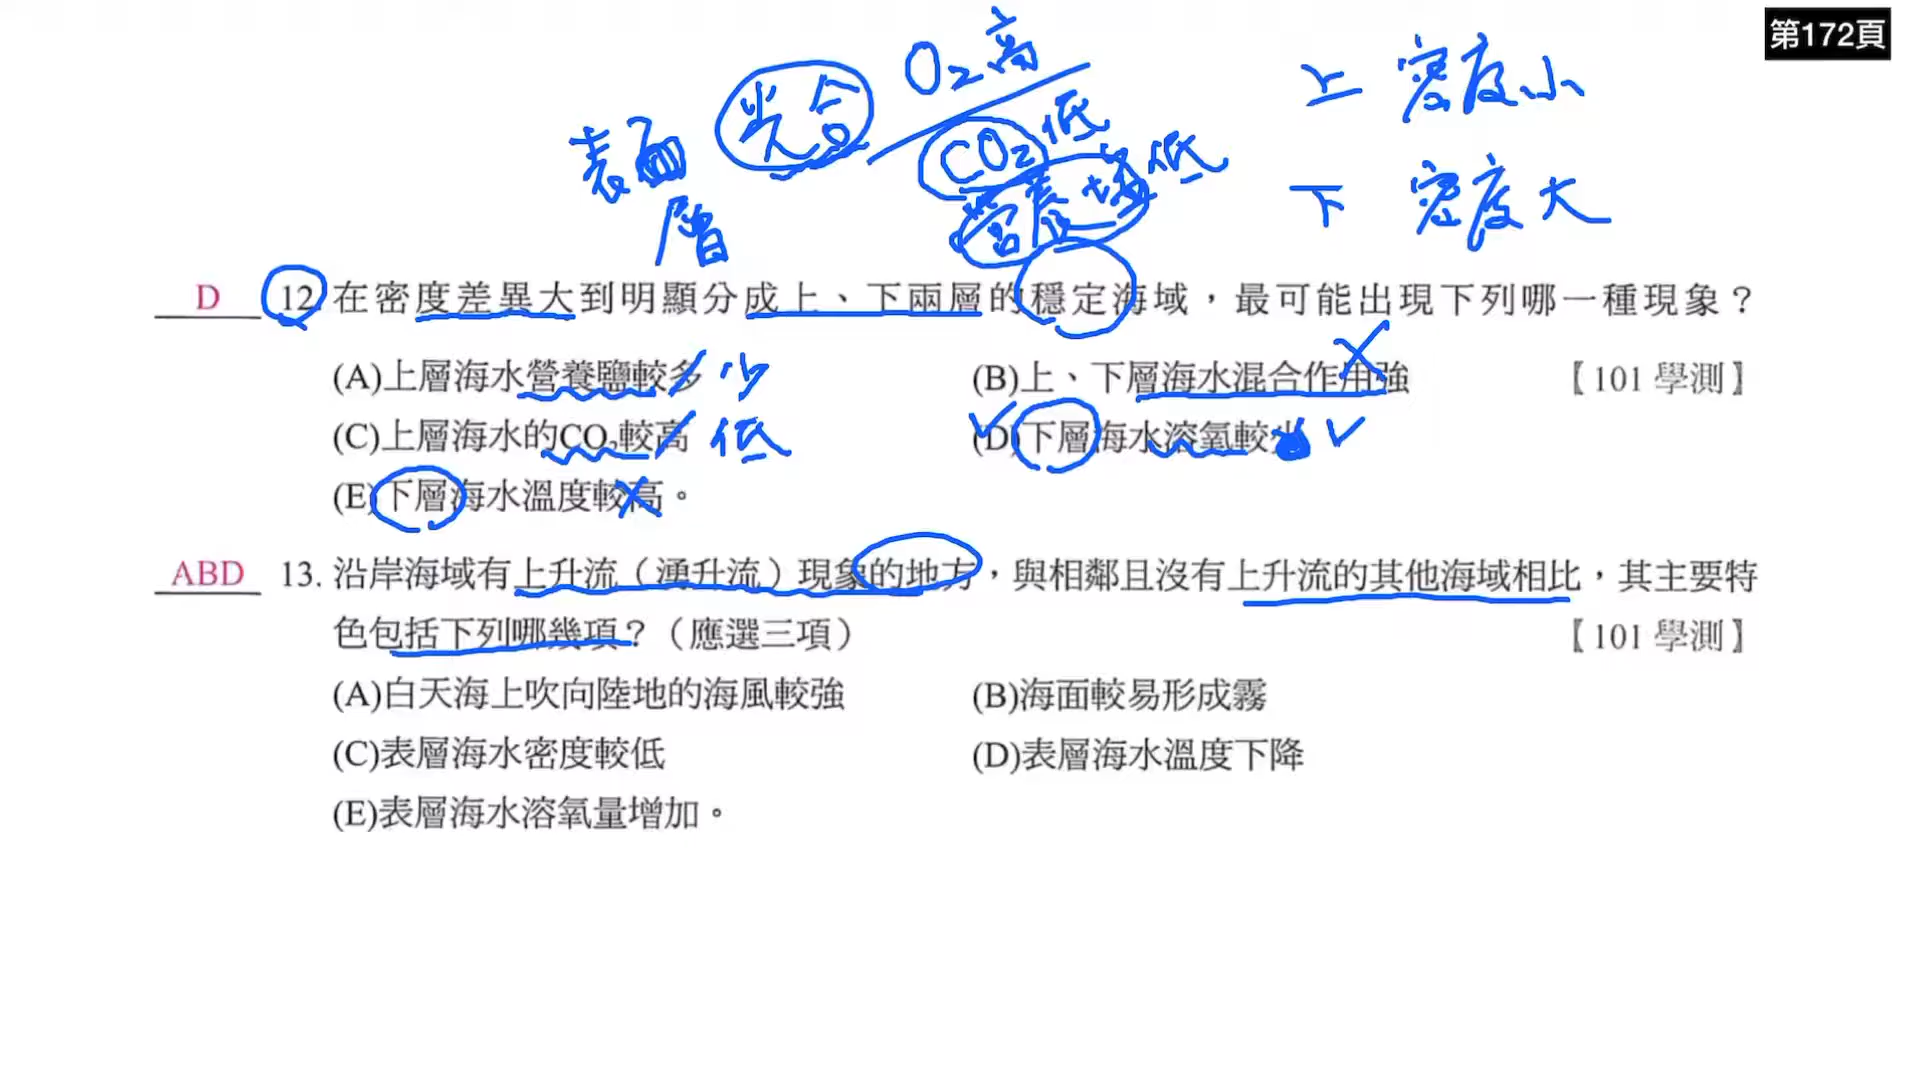 第172頁
O₂高
上 密度小
光合
CO₂低
表面層
營養塩低
下 密度大
D 12. 在密度差異大到明顯分成上、下兩層的穩定海域，最可能出現下列哪一種現象？
(A)上層海水營養鹽較多 少 (B)上、下層海水混合作用強 【101 學測】
(C)上層海水的CO₂較高 低 (D)下層海水溶氧較少
(E)下層海水溫度較高。
ABD 13. 沿岸海域有上升流（湧升流）現象的地方，與相鄰且沒有上升流的其他海域相比，其主要特
色包括下列哪幾項？（應選三項） 【101 學測】
(A)白天海上吹向陸地的海風較強 (B)海面較易形成霧
(C)表層海水密度較低 (D)表層海水溫度下降
(E)表層海水溶氧量增加。